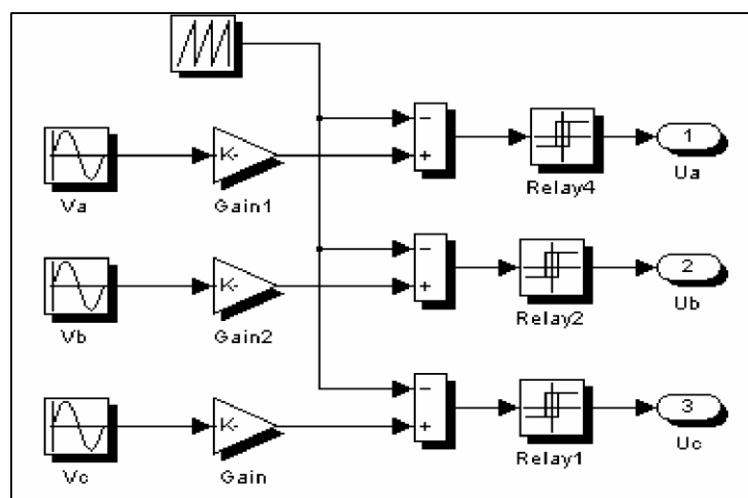 −
+
1
K-
Va
Gain1
Relay4
Ua
−
+
2
K-
Vb
Gain2
Relay2
Ub
−
+
3
K-
Vc
Gain
Relay1
Uc